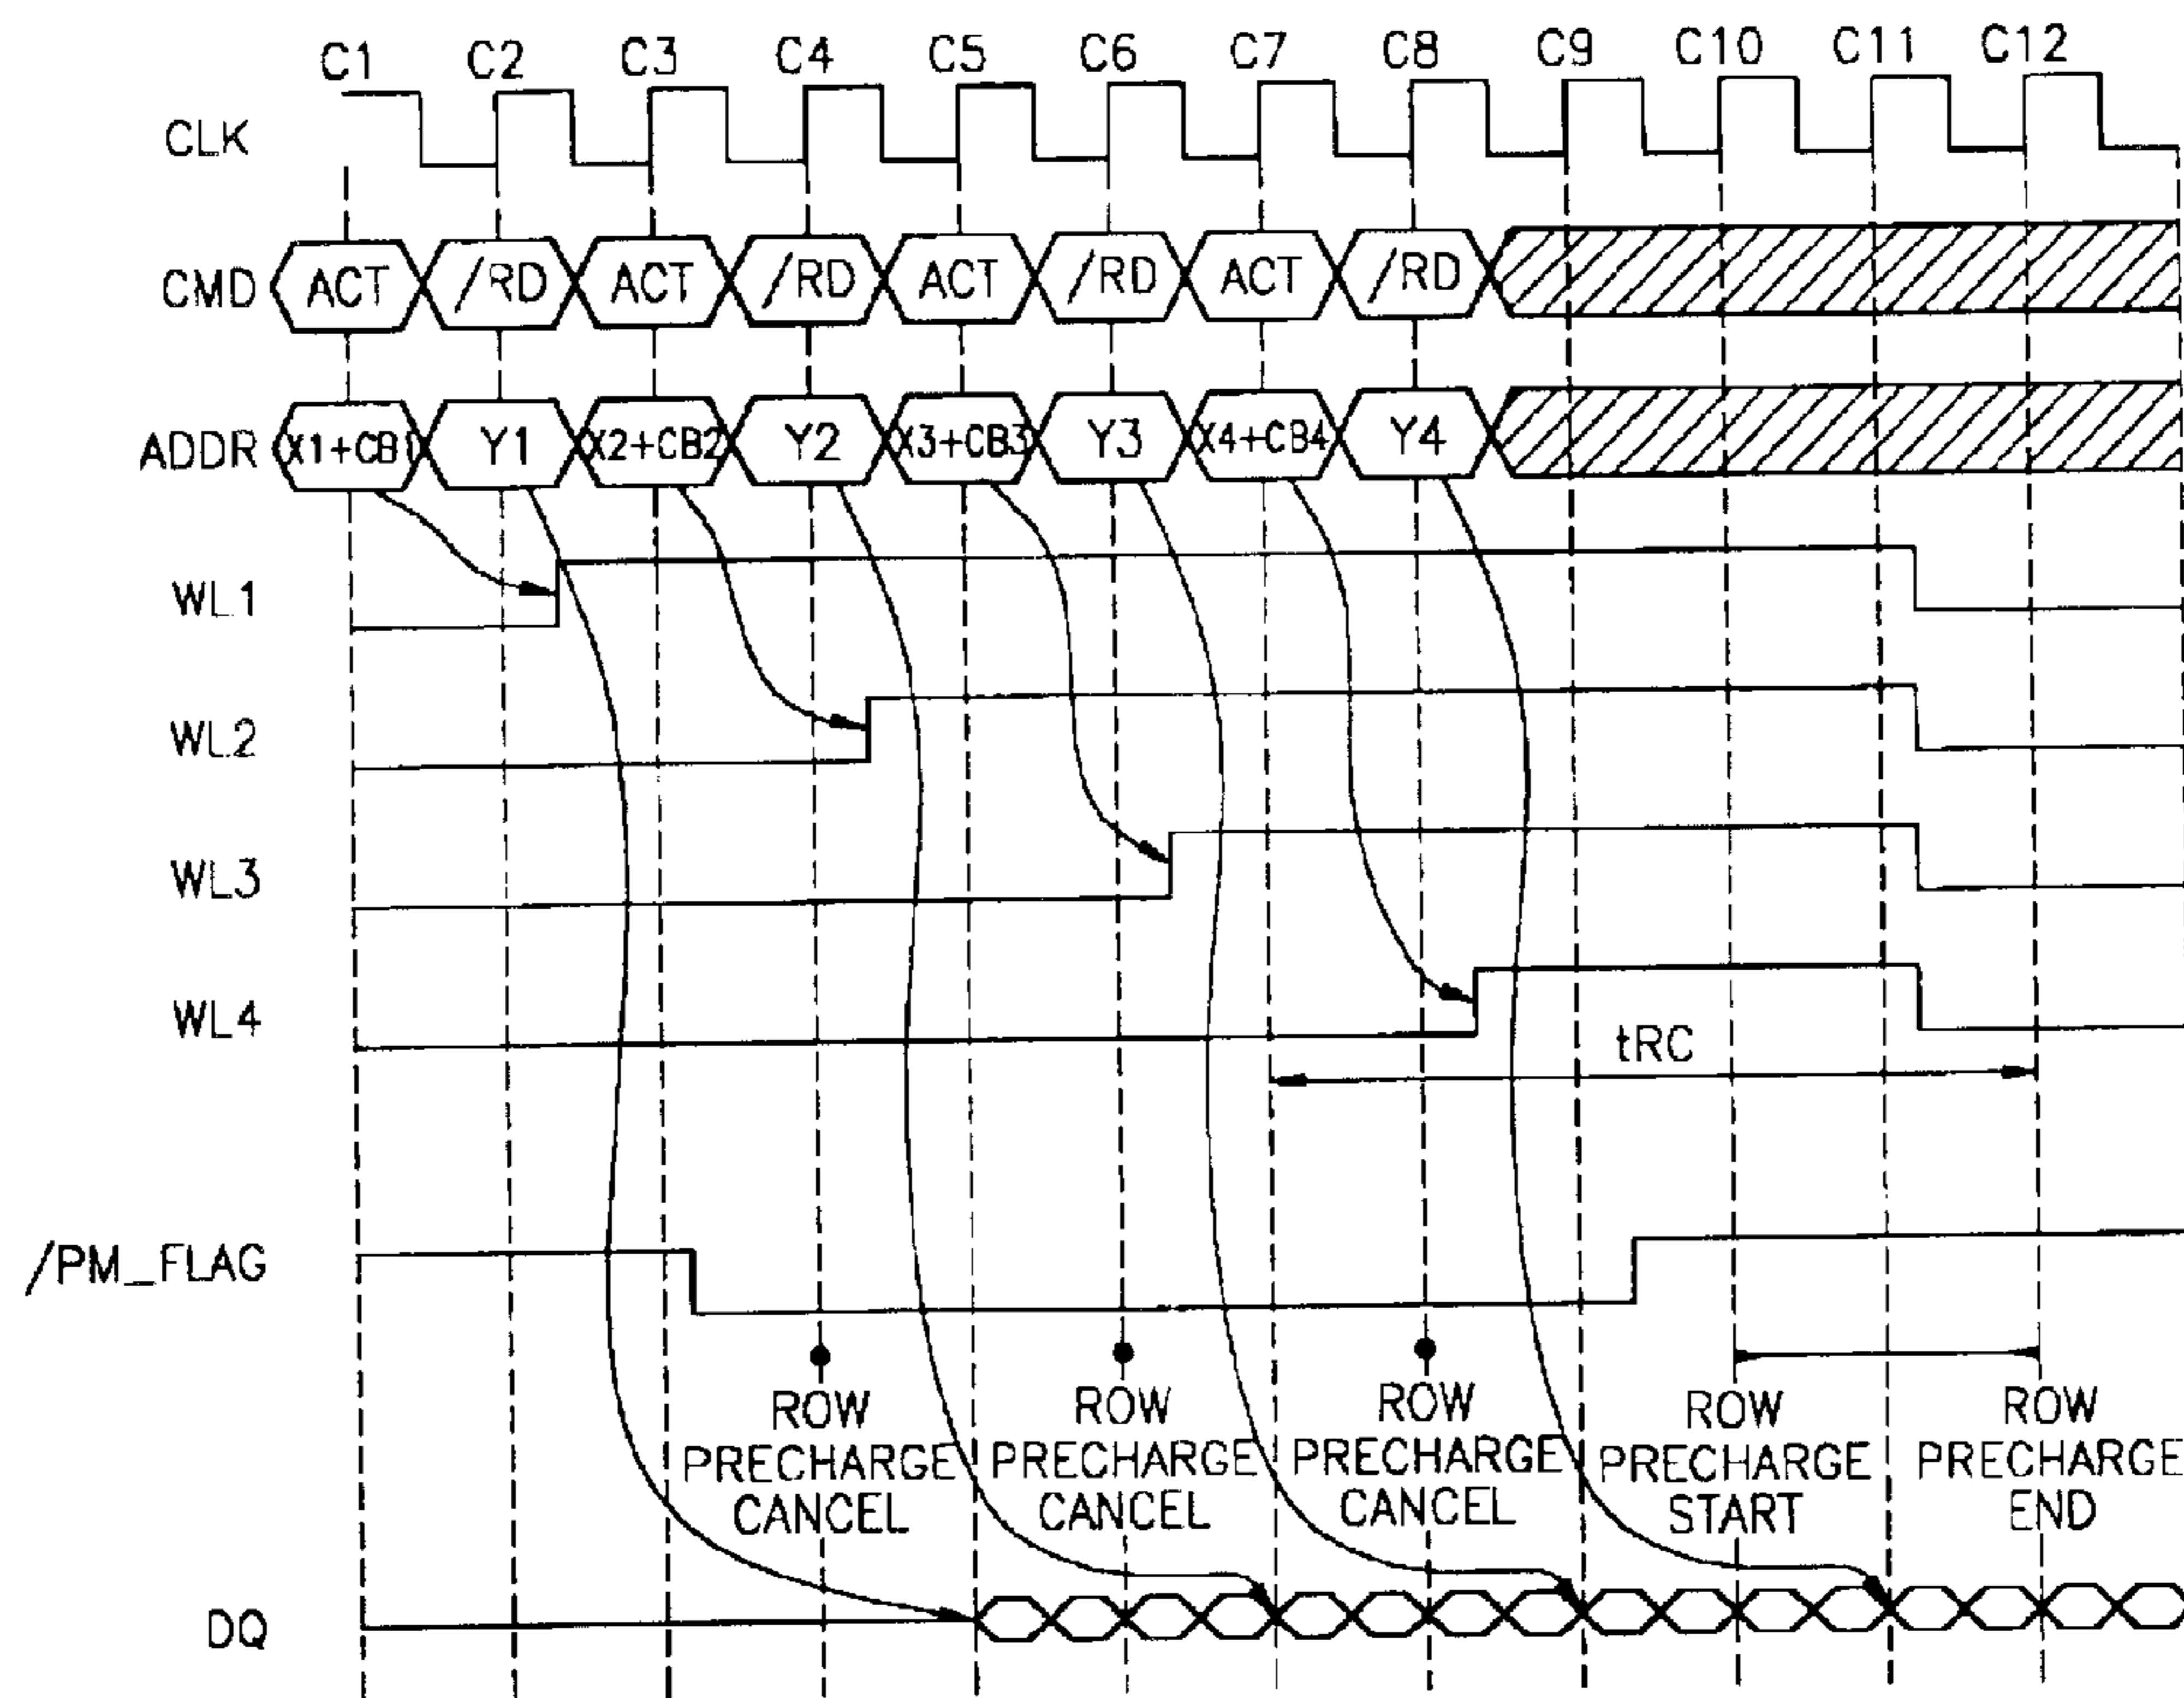 C1 C2 C3 C4 C5 C6 C7 C8 C9 C10 C11 C12
CLK
CMD ACT /RD ACT /RD ACT /RD ACT /RD
ADDR X1+CB1 Y1 X2+CB2 Y2 X3+CB3 Y3 X4+CB4 Y4
WL1
WL2
WL3
WL4
tRC
/PM_FLAG
ROW ROW ROW ROW ROW
PRECHARGE PRECHARGE PRECHARGE PRECHARGE PRECHARGE
CANCEL CANCEL CANCEL START END
DQ